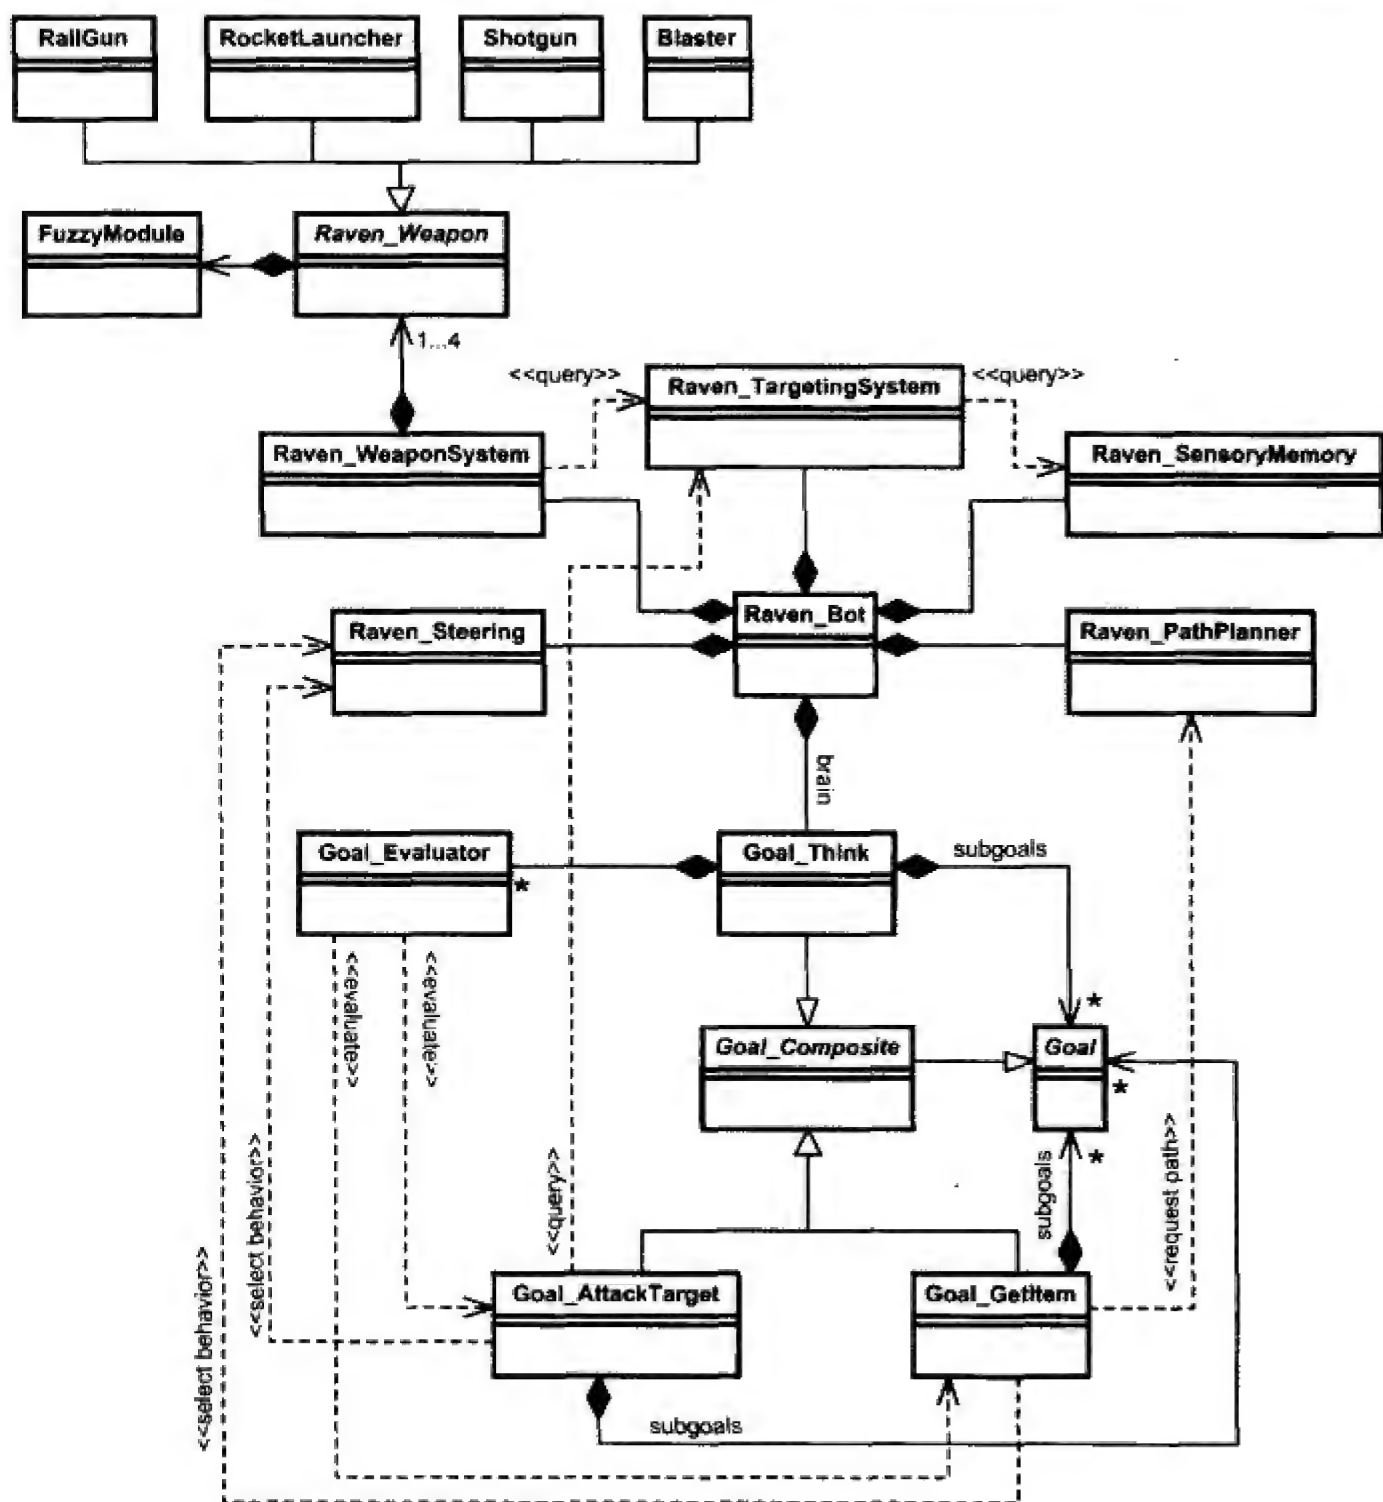 RailGun
RocketLauncher
Shotgun
Blaster
FuzzyModule
Raven_Weapon
1...4
<<query>>
Raven_TargetingSystem
<<query>>
Raven_WeaponSystem
Raven_SensoryMemory
Raven_Bot
Raven_Steering
Raven_PathPlanner
brain
Goal_Evaluator
*
Goal_Think
subgoals
<<evaluate>>
<<evaluate>>
*
Goal_Composite
Goal
*
*
subgoals
<<request path>>
<<query>>
<<select behavior>>
<<select behavior>>
Goal_AttackTarget
Goal_GetItem
subgoals